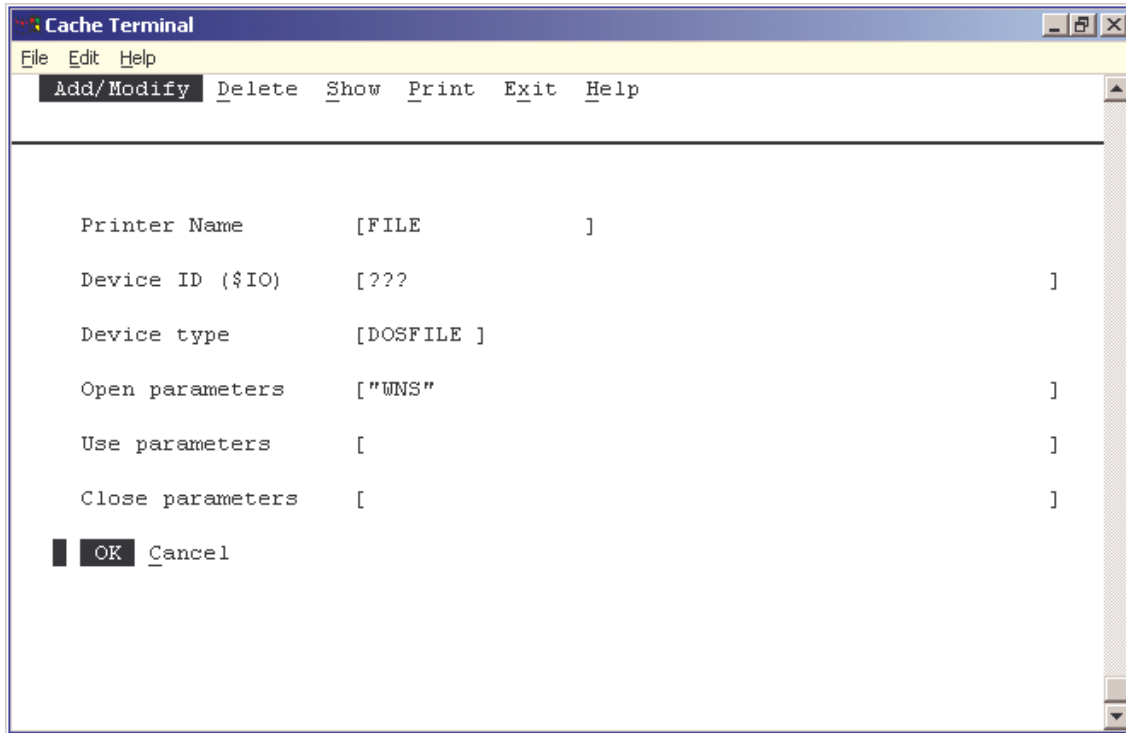 Cache Terminal
File Edit Help
Add/Modify Delete Show Print Exit Help
Printer Name [FILE ]
Device ID ($IO) [??? ]
Device type [DOSFILE ]
Open parameters ["WNS" ]
Use parameters [ ]
Close parameters [ ]
OK Cancel